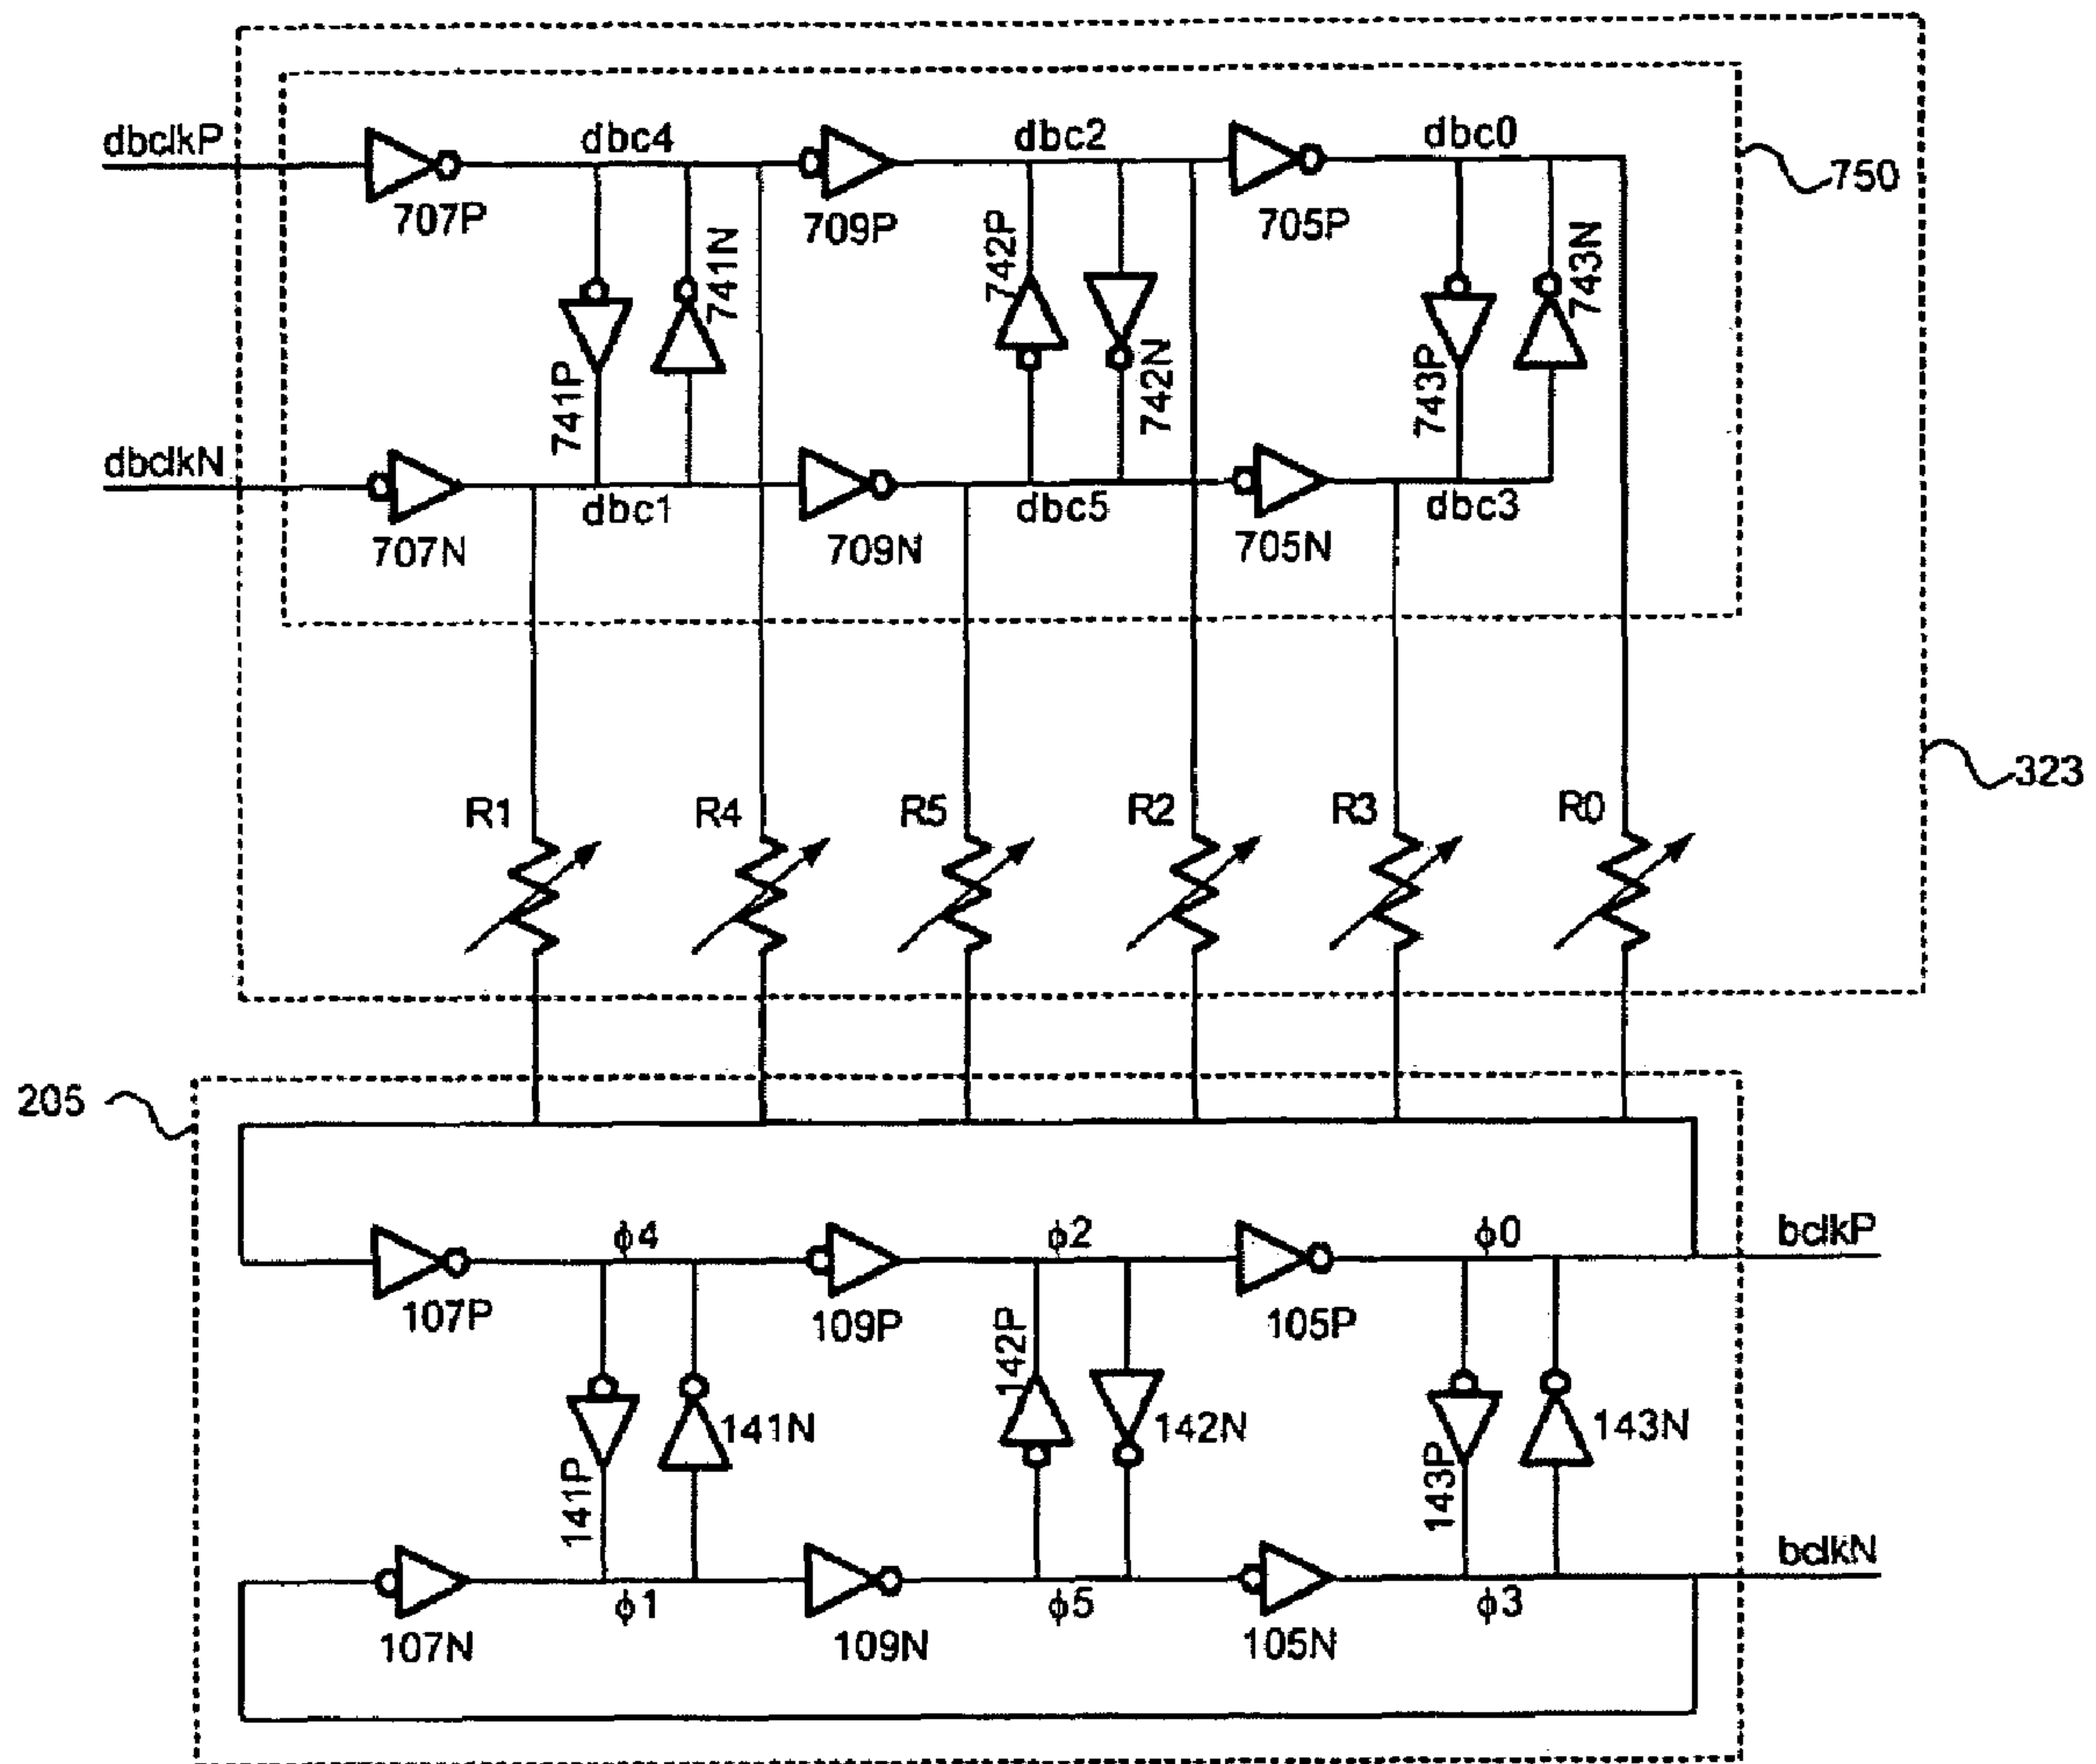 dbclkP
dbc4
dbc2
dbc0
750
707P
709P
705P
741N
742P
743N
741P
742N
743P
dbclkN
dbc1
dbc5
dbc3
707N
709N
705N
323
R1
R4
R5
R2
R3
R0
205
ϕ4
ϕ2
ϕ0
bclkP
107P
109P
105P
142P
141N
142N
143N
141P
143P
bclkN
ϕ1
ϕ5
ϕ3
107N
109N
105N